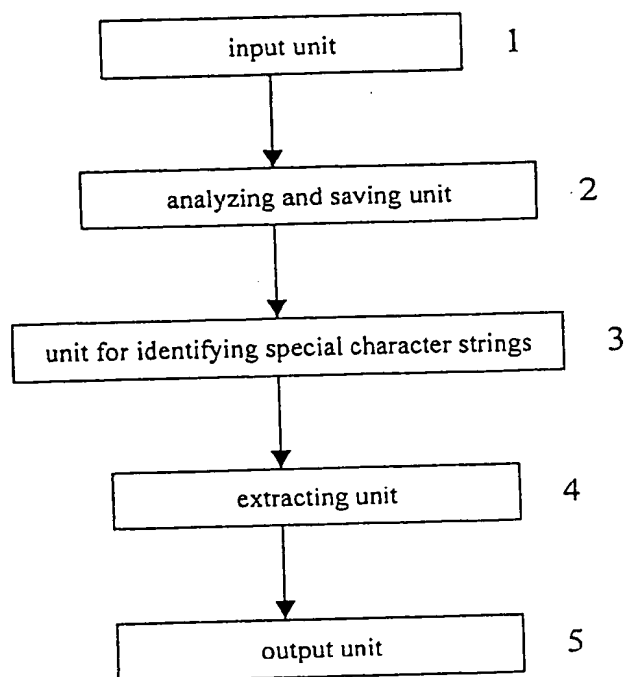 input unit 1
analyzing and saving unit 2
unit for identifying special character strings 3
extracting unit 4
output unit 5